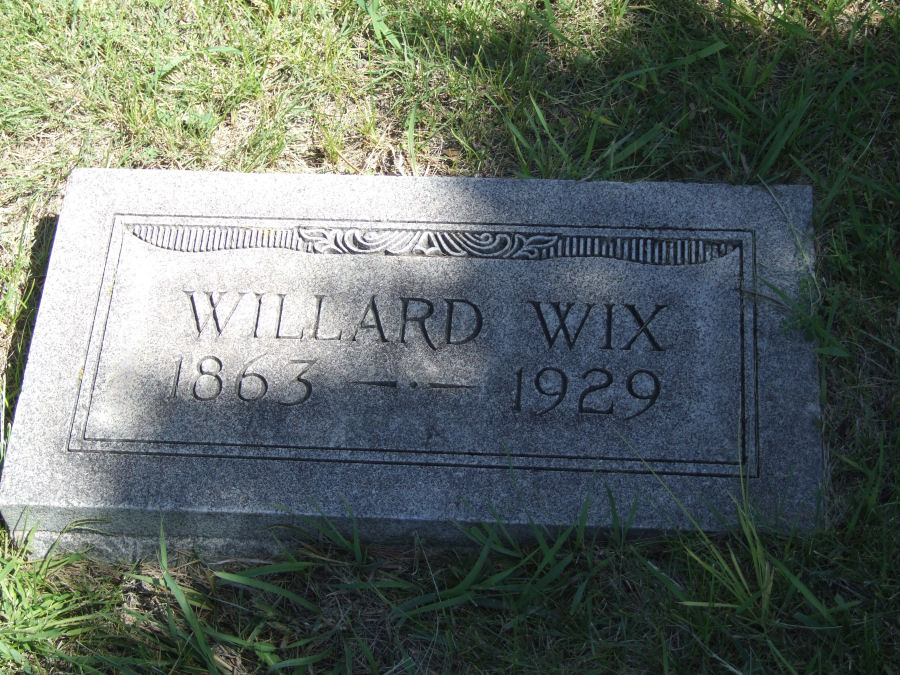 WILLARD WIX
1863 — · — 1929